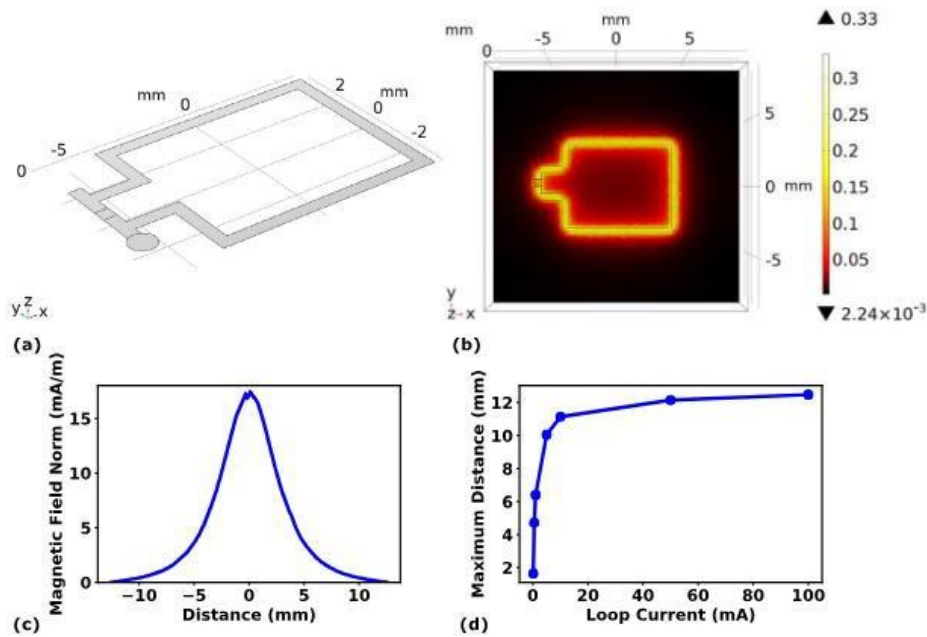 mm
0
-5
0
2
mm
0
-2
y z x
(a)
mm
0
-5
0
5
5
0 mm
-5
y
z x
▲ 0.33
0.3
0.25
0.2
0.15
0.1
0.05
▼ 2.24×10⁻³
(b)
Magnetic Field Norm (mA/m)
15
10
5
0
−10
−5
0
5
10
Distance (mm)
(c)
Maximum Distance (mm)
12
10
8
6
4
2
0
20
40
60
80
100
Loop Current (mA)
(d)